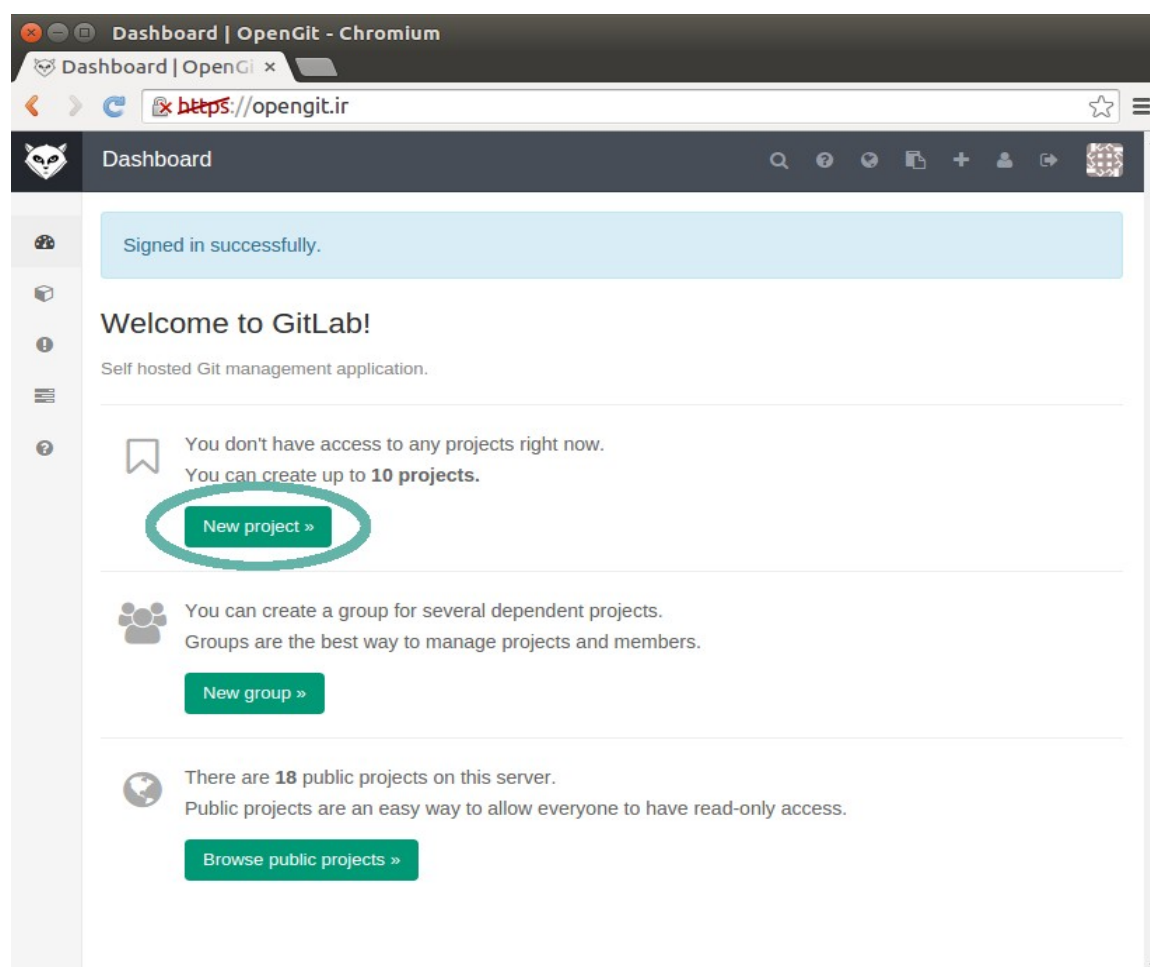 Dashboard | OpenGit - Chromium
Dashboard | OpenGi
https://opengit.ir
Dashboard
Signed in successfully.
Welcome to GitLab!
Self hosted Git management application.
You don't have access to any projects right now.
You can create up to 10 projects.
New project »
You can create a group for several dependent projects.
Groups are the best way to manage projects and members.
New group »
There are 18 public projects on this server.
Public projects are an easy way to allow everyone to have read-only access.
Browse public projects »